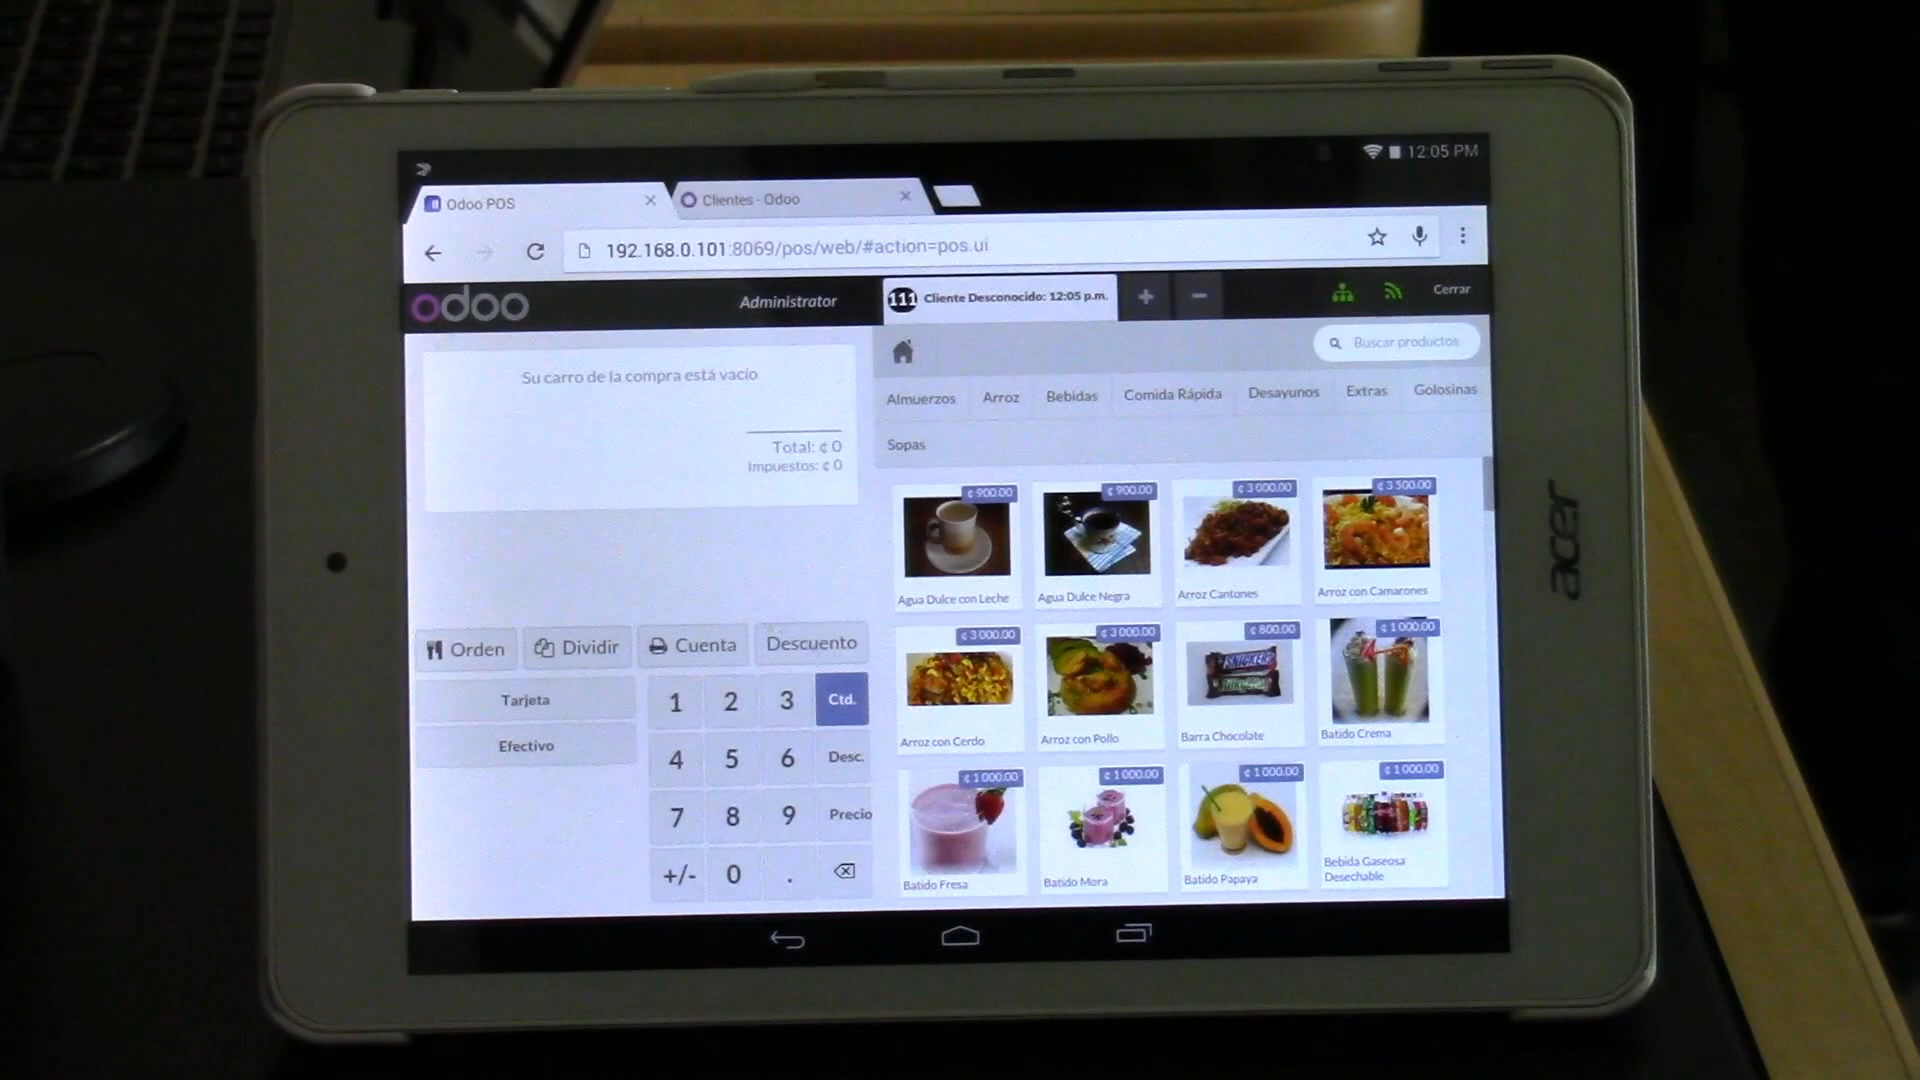 12:05 PM
Odoo POS
Clientes - Odoo
192.168.0.101:8069/pos/web/#action=pos.ui
odoo
Administrator
111 Cliente Desconocido: 12:05 p.m.
+
−
Cerrar
Su carro de la compra está vacío
Total: ¢ 0
Impuestos: ¢ 0
Buscar productos
Almuerzos
Arroz
Bebidas
Comida Rápida
Desayunos
Extras
Golosinas
Sopas
¢ 900.00
Agua Dulce con Leche
¢ 900.00
Agua Dulce Negra
¢ 3 000.00
Arroz Cantones
¢ 3 500.00
Arroz con Camarones
¢ 3 000.00
Arroz con Cerdo
¢ 3 000.00
Arroz con Pollo
¢ 800.00
SNICKERS
Barra Chocolate
¢ 1 000.00
Batido Crema
¢ 1 000.00
Batido Fresa
¢ 1 000.00
Batido Mora
¢ 1 000.00
Batido Papaya
¢ 1 000.00
Bebida Gaseosa
Desechable
Orden
Dividir
Cuenta
Descuento
Tarjeta
Efectivo
1 2 3 Ctd.
4 5 6 Desc.
7 8 9 Precio
+/- 0 .
acer